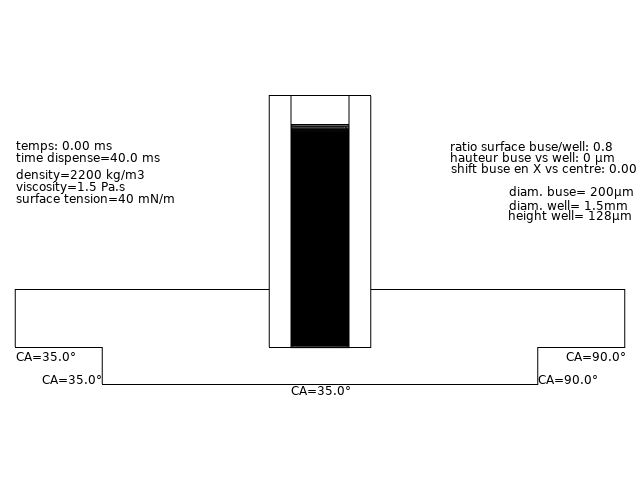 temps: 0.00 ms
time dispense=40.0 ms
density=2200 kg/m3
viscosity=1.5 Pa.s
surface tension=40 mN/m
ratio surface buse/well: 0.8
hauteur buse vs well: 0 µm
shift buse en X vs centre: 0.00
diam. buse= 200µm
diam. well= 1.5mm
height well= 128µm
CA=35.0°
CA=90.0°
CA=35.0°
CA=90.0°
CA=35.0°